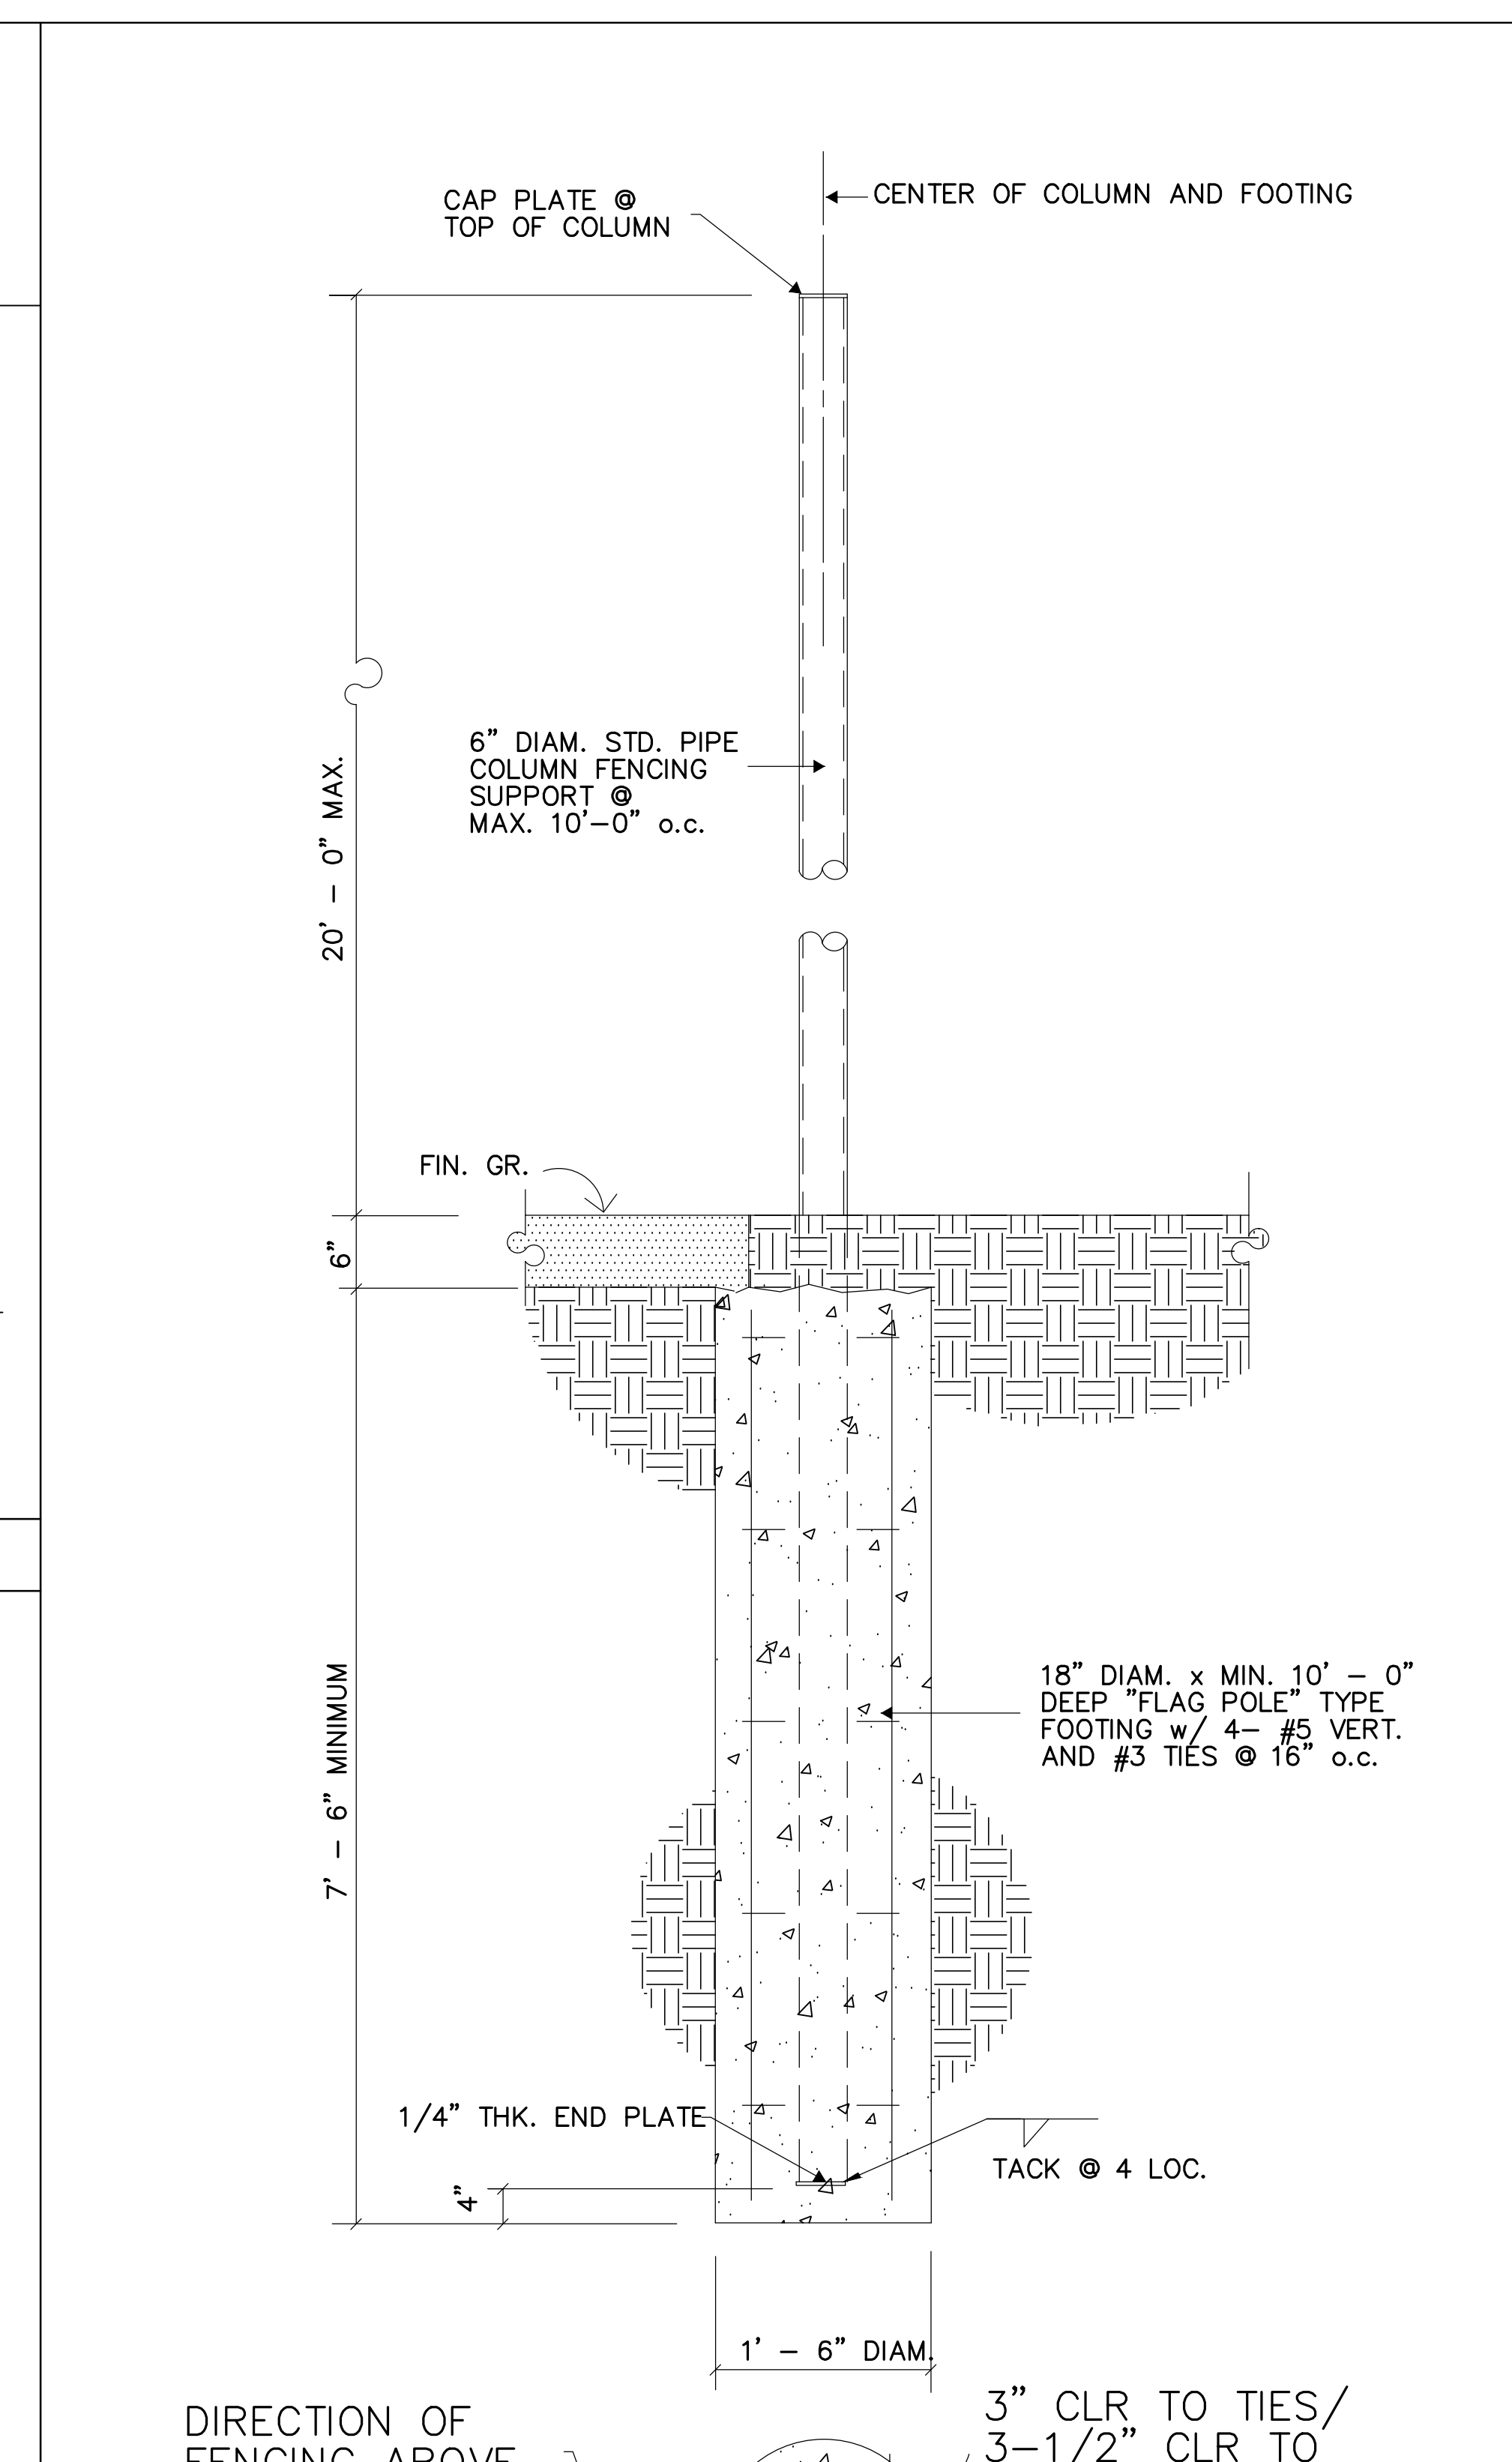 CAP PLATE @
TOP OF COLUMN
CENTER OF COLUMN AND FOOTING
6" DIAM. STD. PIPE
COLUMN FENCING
SUPPORT @
MAX. 10'-0" o.c.
20' - 0" MAX.
FIN. GR.
6"
7' - 6" MINIMUM
18" DIAM. x MIN. 10' - 0"
DEEP "FLAG POLE" TYPE
FOOTING w/ 4- #5 VERT.
AND #3 TIES @ 16" o.c.
1/4" THK. END PLATE
TACK @ 4 LOC.
4"
1' - 6" DIAM.
DIRECTION OF
FENCING ABOVE
3" CLR TO TIES/
3-1/2" CLR TO